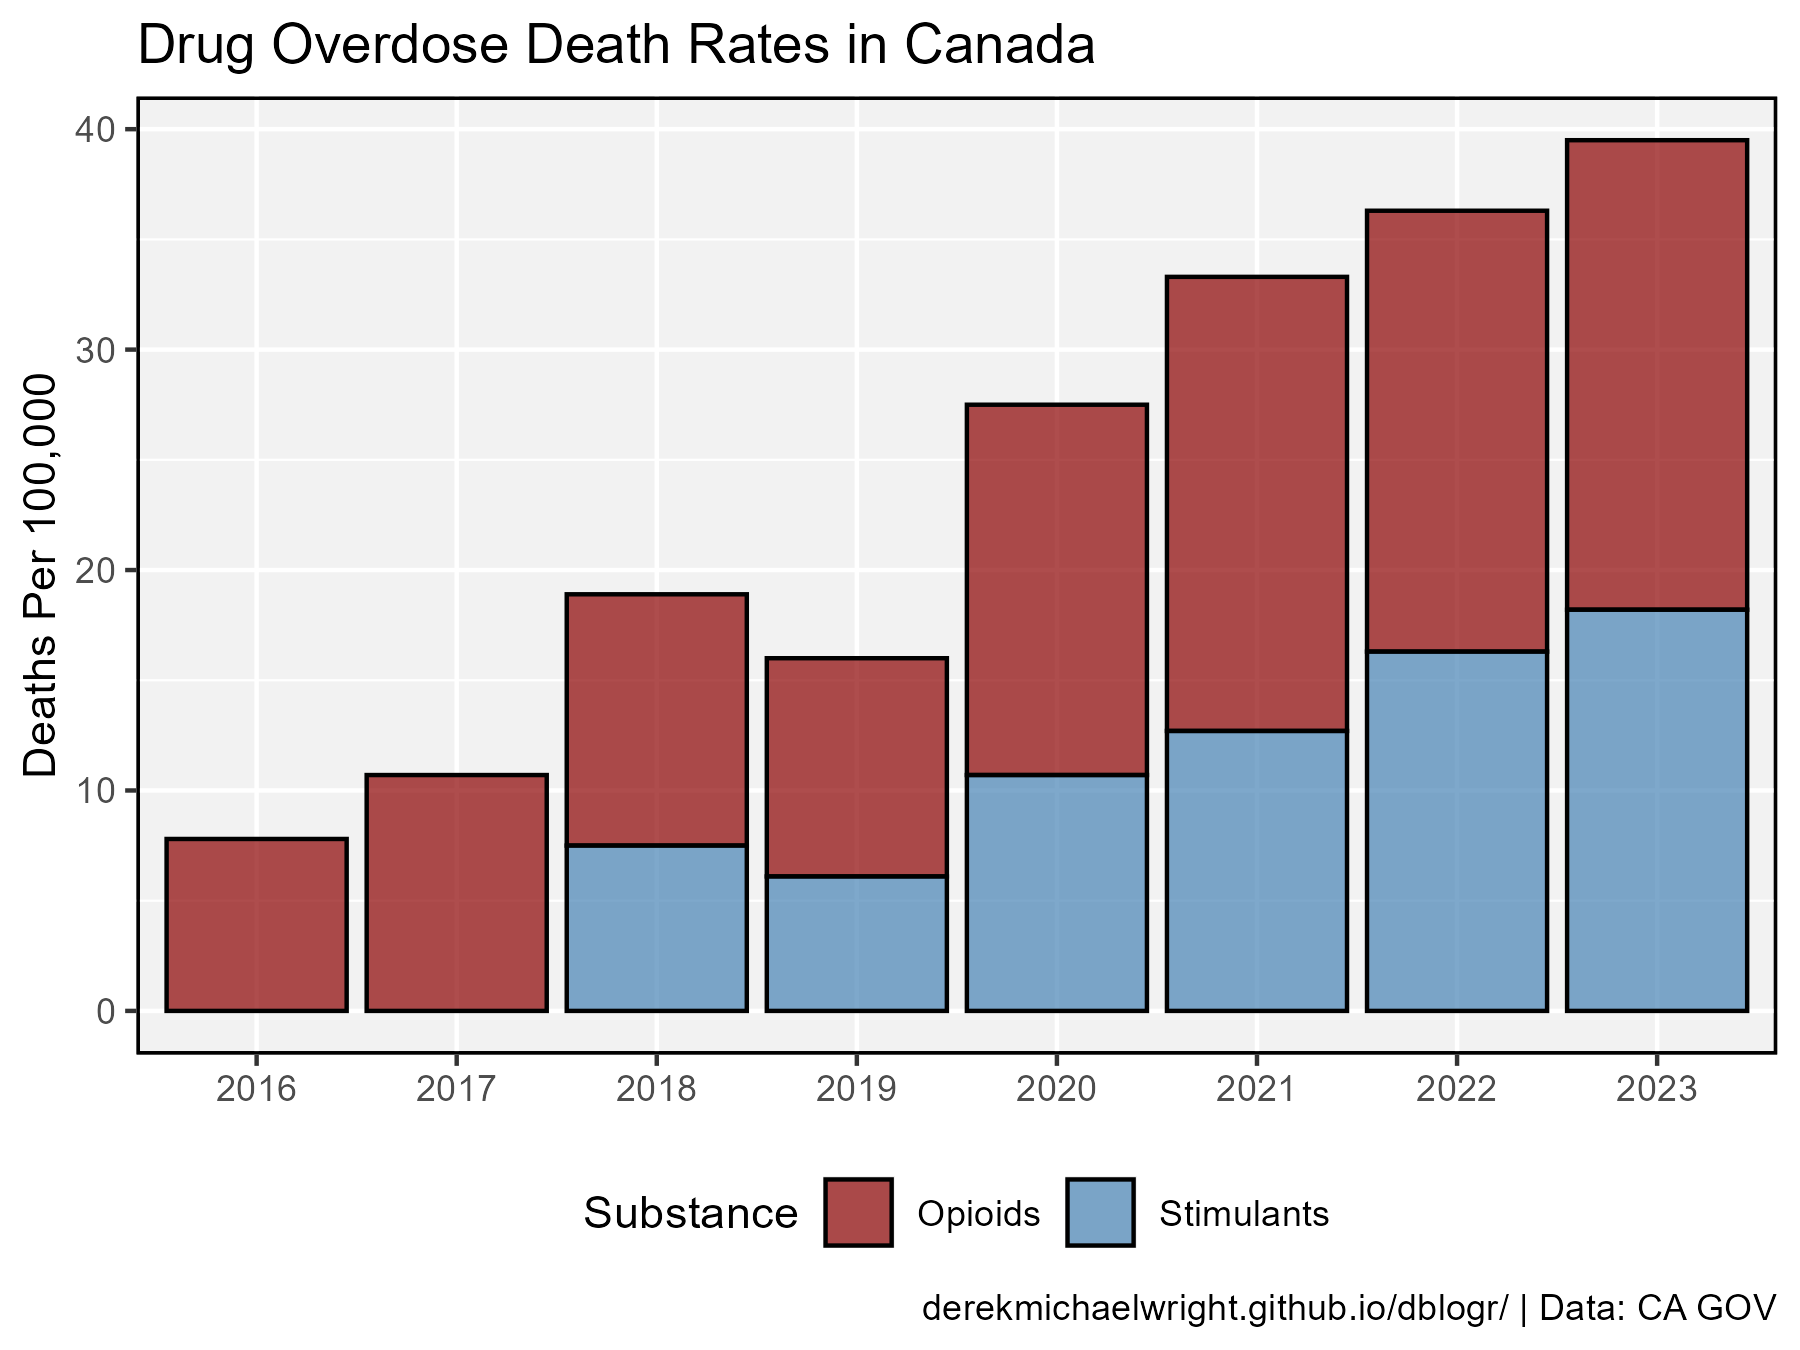 Drug Overdose Death Rates in Canada
Deaths Per 100,000
40
30
20
10
0
2016 2017 2018 2019 2020 2021 2022 2023
Substance Opioids Stimulants
derekmichaelwright.github.io/dblogr/ | Data: CA GOV